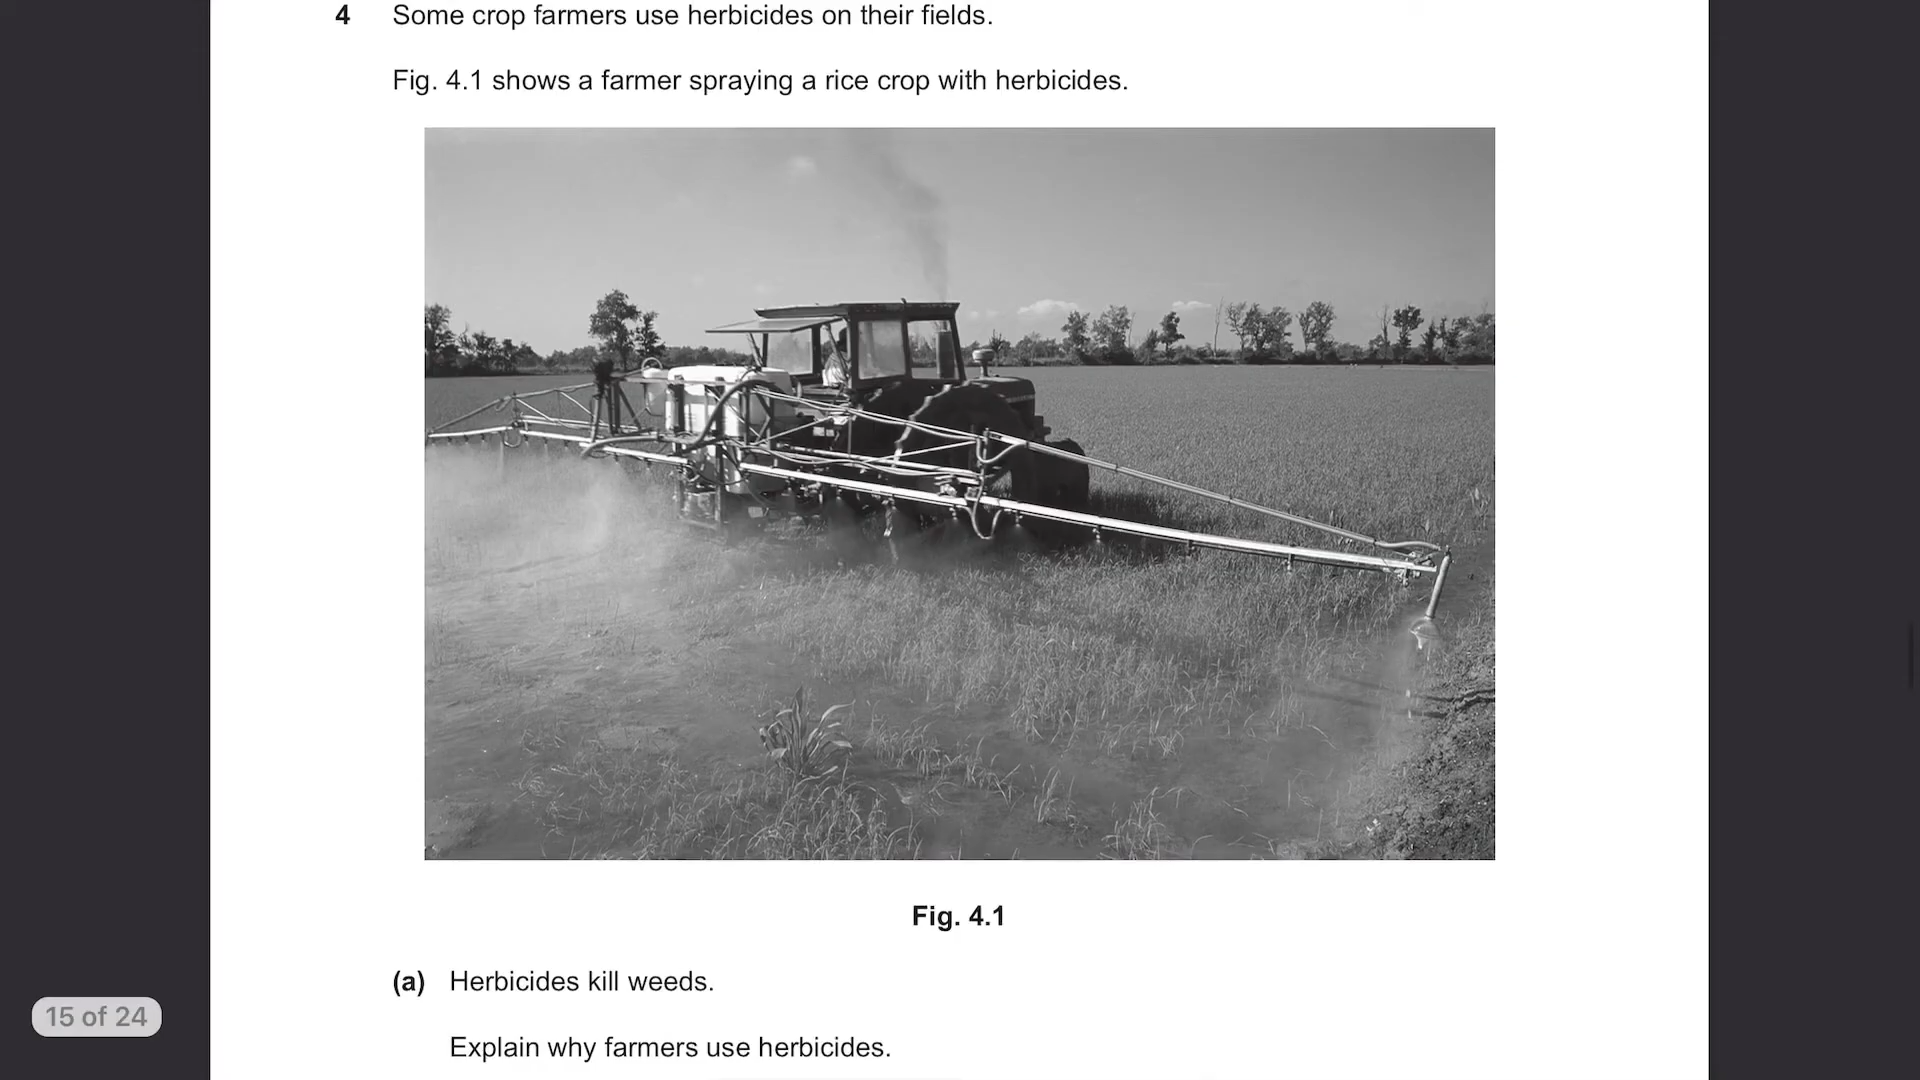 4 Some crop farmers use herbicides on their fields.
Fig. 4.1 shows a farmer spraying a rice crop with herbicides.
Fig. 4.1
(a) Herbicides kill weeds.
15 of 24
Explain why farmers use herbicides.